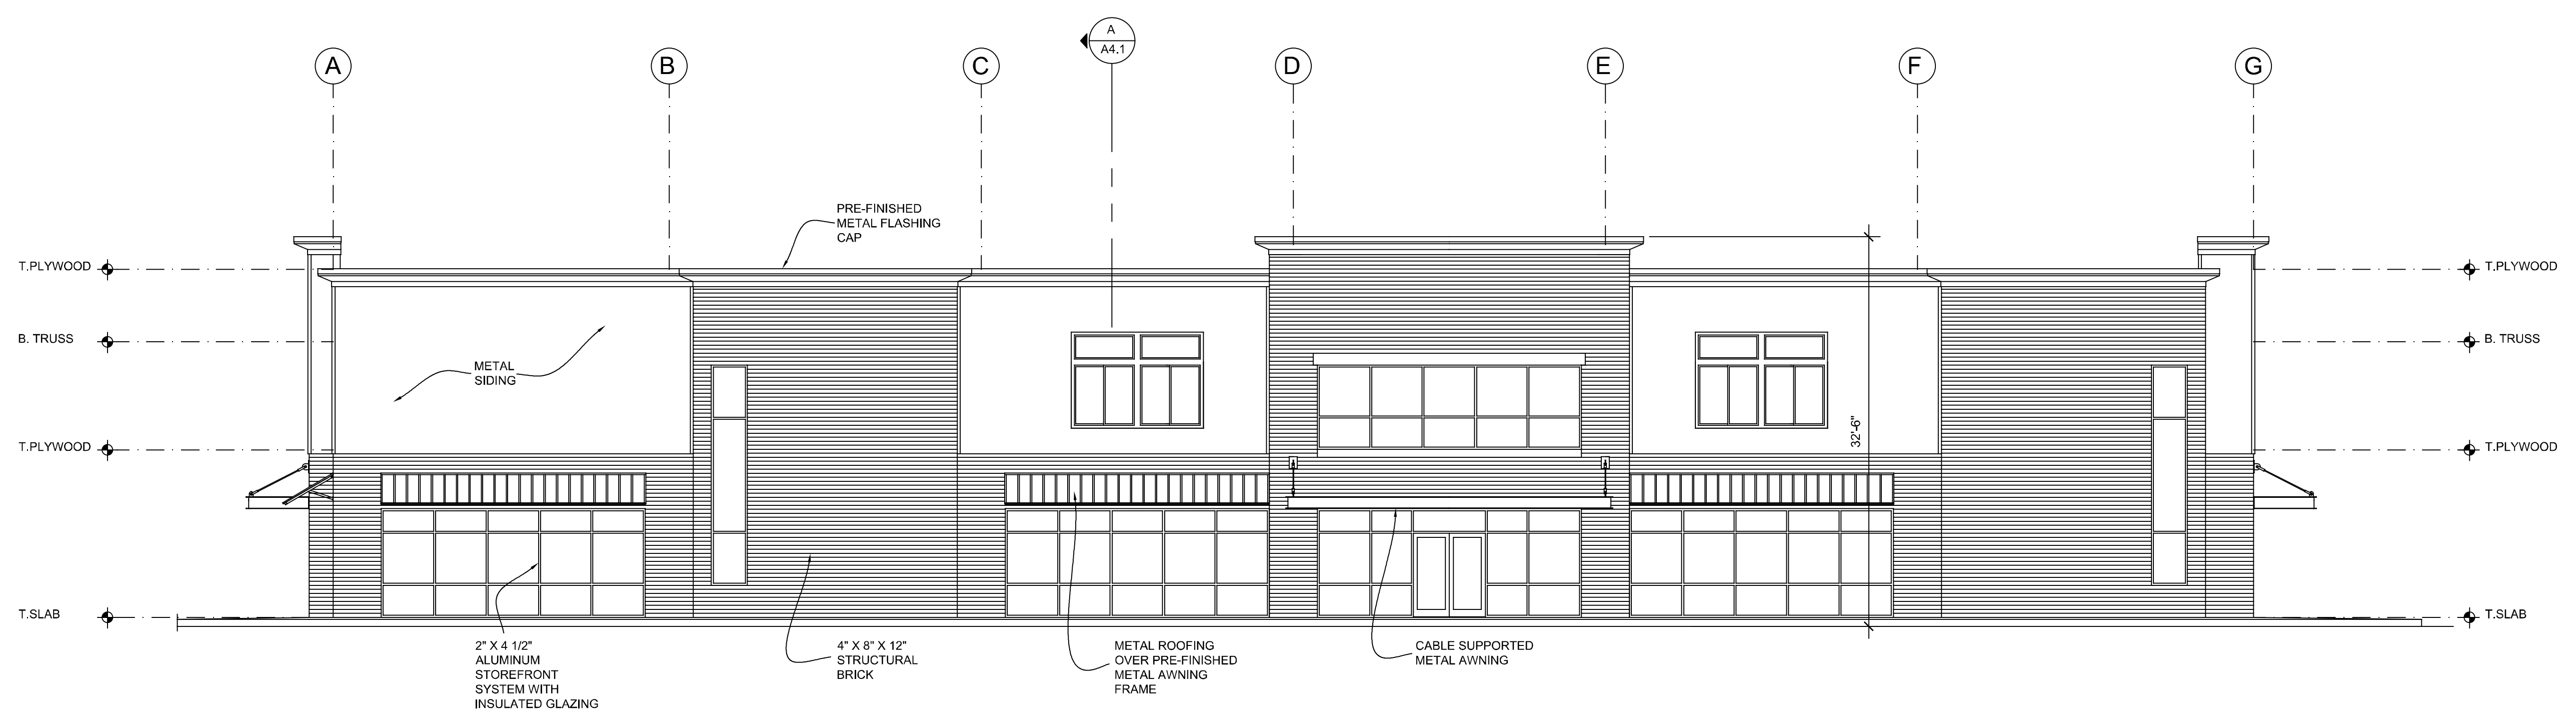 A
A4.1
A
B
C
D
E
F
G
PRE-FINISHED
METAL FLASHING
CAP
T.PLYWOOD
T.PLYWOOD
B. TRUSS
B. TRUSS
METAL
SIDING
32'-6"
T.PLYWOOD
T.PLYWOOD
T.SLAB
T.SLAB
2" X 4 1/2"
ALUMINUM
STOREFRONT
SYSTEM WITH
INSULATED GLAZING
4" X 8" X 12"
STRUCTURAL
BRICK
METAL ROOFING
OVER PRE-FINISHED
METAL AWNING
FRAME
CABLE SUPPORTED
METAL AWNING